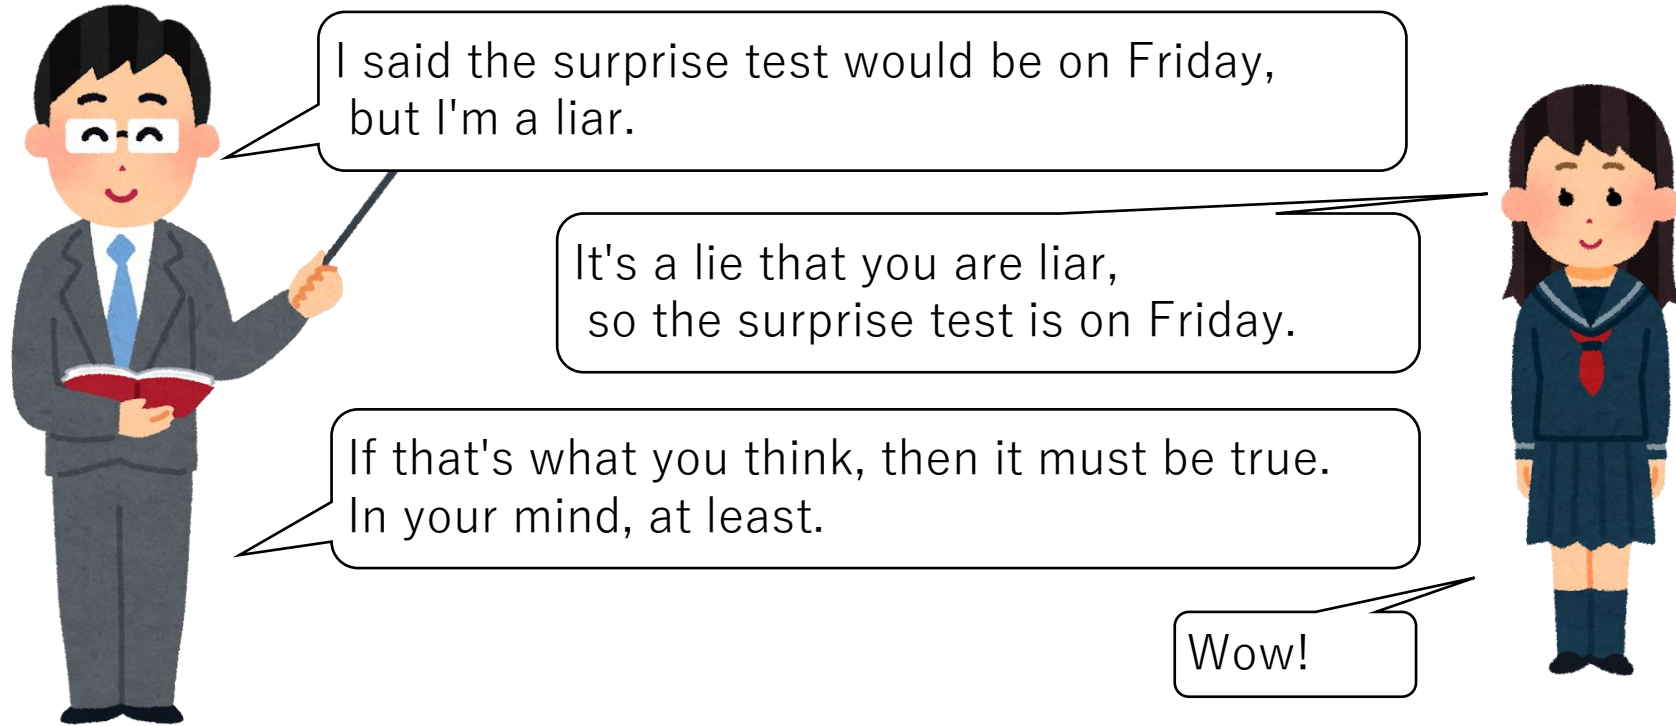 I said the surprise test would be on Friday,
but I'm a liar.
It's a lie that you are liar,
so the surprise test is on Friday.
If that's what you think, then it must be true.
In your mind, at least.
Wow!